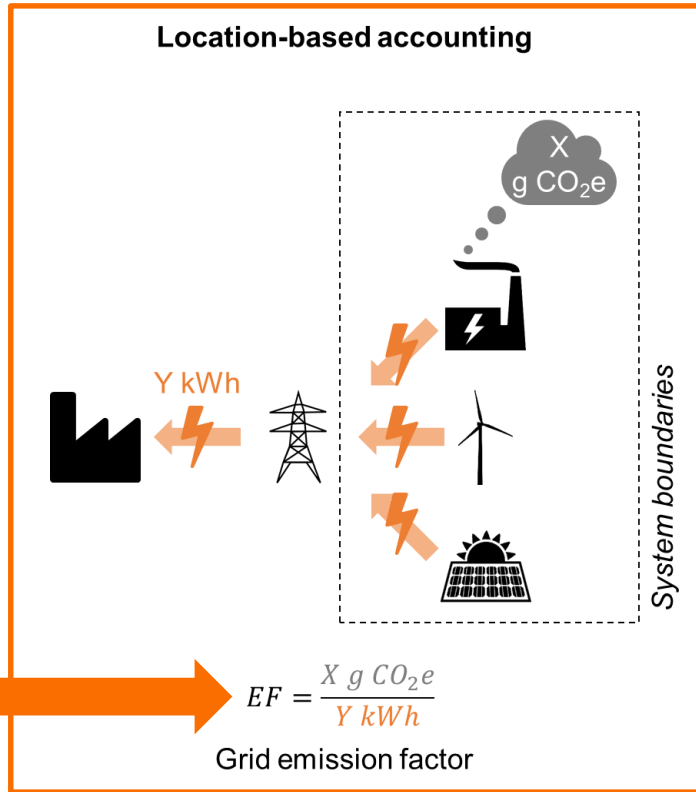 Location-based accounting
X
g CO₂e
Y kWh
System boundaries
EF = X g CO₂e / Y kWh
Grid emission factor